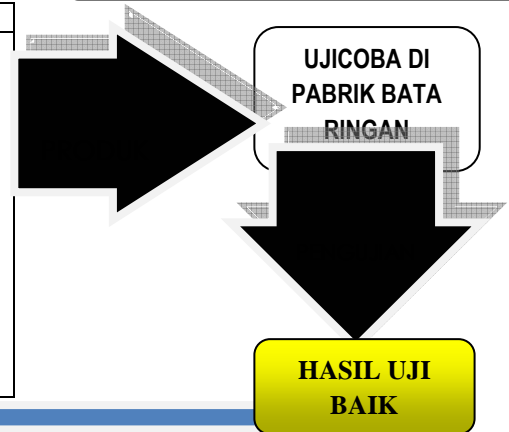 UJICOBA DI
PABRIK BATA
RINGAN
HASIL UJI
BAIK